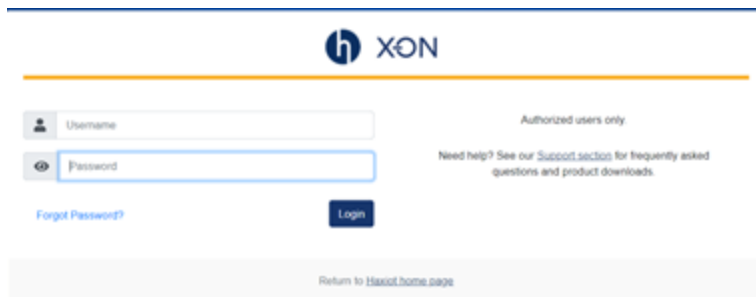 h XON
Username
Password
Forgot Password?
Login
Authorized users only.
Need help? See our Support section for frequently asked
questions and product downloads.
Return to Haxiot home page